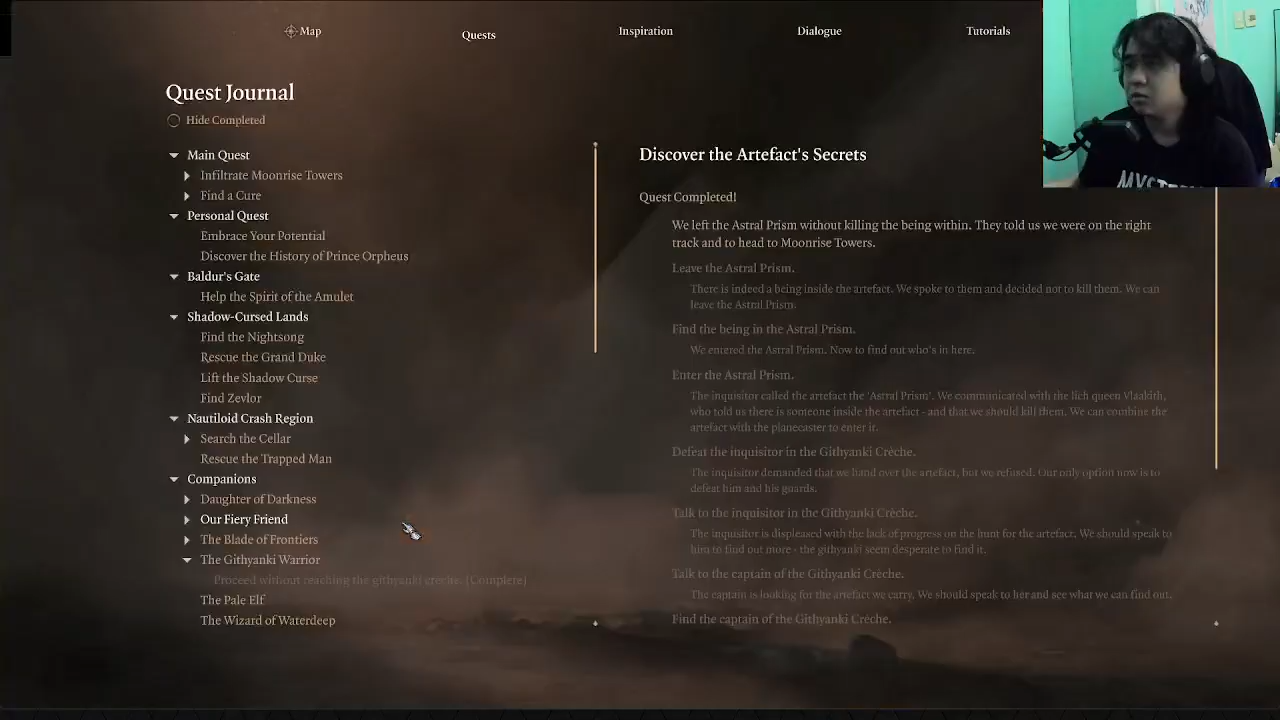 Map
Quests
Inspiration
Dialogue
Tutorials
Quest Journal
Hide Completed
Main Quest
Infiltrate Moonrise Towers
Find a Cure
Personal Quest
Embrace Your Potential
Discover the History of Prince Orpheus
Baldur's Gate
Help the Spirit of the Amulet
Shadow-Cursed Lands
Find the Nightsong
Rescue the Grand Duke
Lift the Shadow Curse
Find Zevlor
Nautiloid Crash Region
Search the Cellar
Rescue the Trapped Man
Companions
Daughter of Darkness
Our Fiery Friend
The Blade of Frontiers
The Githyanki Warrior
Proceed without reaching the githyanki crèche. [Complete]
The Pale Elf
The Wizard of Waterdeep
Discover the Artefact's Secrets
Quest Completed!
We left the Astral Prism without killing the being within. They told us we were on the right
track and to head to Moonrise Towers.
Leave the Astral Prism.
There is indeed a being inside the artefact. We spoke to them and decided not to kill them. We can
leave the Astral Prism.
Find the being in the Astral Prism.
We entered the Astral Prism. Now to find out who's in here.
Enter the Astral Prism.
The inquisitor called the artefact the 'Astral Prism'. We communicated with the lich queen Vlaakith,
who told us there is someone inside the artefact - and that we should kill them. We can combine the
artefact with the planecaster to enter it.
Defeat the inquisitor in the Githyanki Crèche.
The inquisitor demanded that we hand over the artefact, but we refused. Our only option now is to
defeat him and his guards.
Talk to the inquisitor in the Githyanki Crèche.
The inquisitor is displeased with the lack of progress on the hunt for the artefact. We should speak to
him to find out more - the githyanki seem desperate to find it.
Talk to the captain of the Githyanki Crèche.
The captain is looking for the artefact we carry. We should speak to her and see what we can find out.
Find the captain of the Githyanki Crèche.